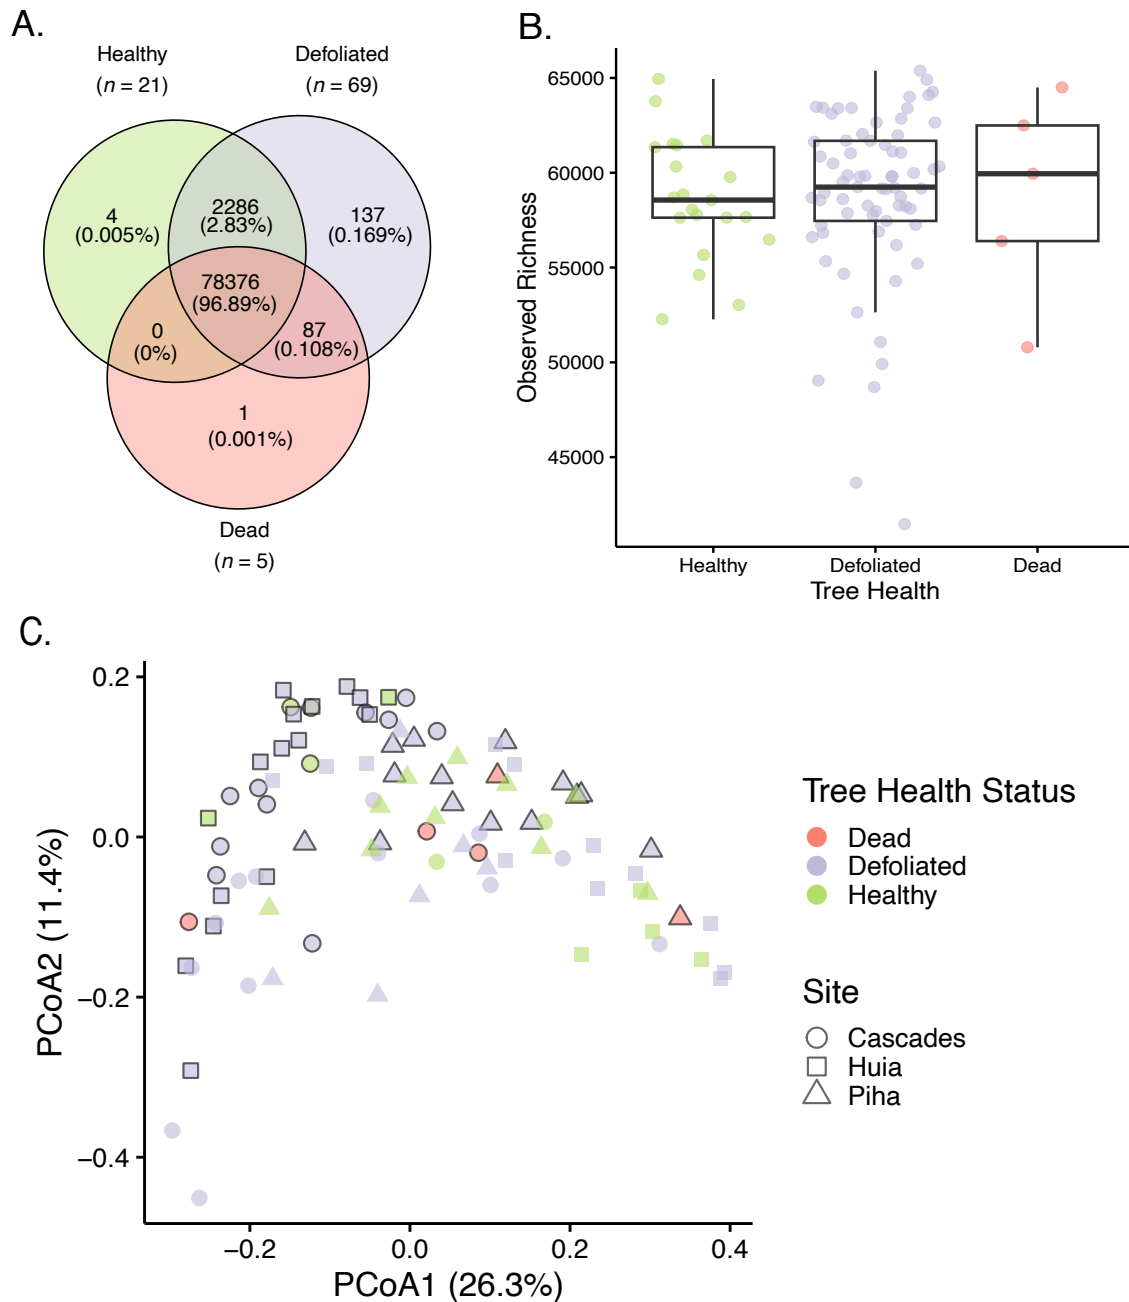 A.
Healthy
(n = 21)
Defoliated
(n = 69)
4
(0.005%)
2286
(2.83%)
137
(0.169%)
78376
(96.89%)
0
(0%)
87
(0.108%)
1
(0.001%)
Dead
(n = 5)
B.
Observed Richness
65000
60000
55000
50000
45000
Healthy
Defoliated
Dead
Tree Health
C.
PCoA2 (11.4%)
0.2
0.0
−0.2
−0.4
−0.2
0.0
0.2
0.4
PCoA1 (26.3%)
Tree Health Status
Dead
Defoliated
Healthy
Site
Cascades
Huia
Piha